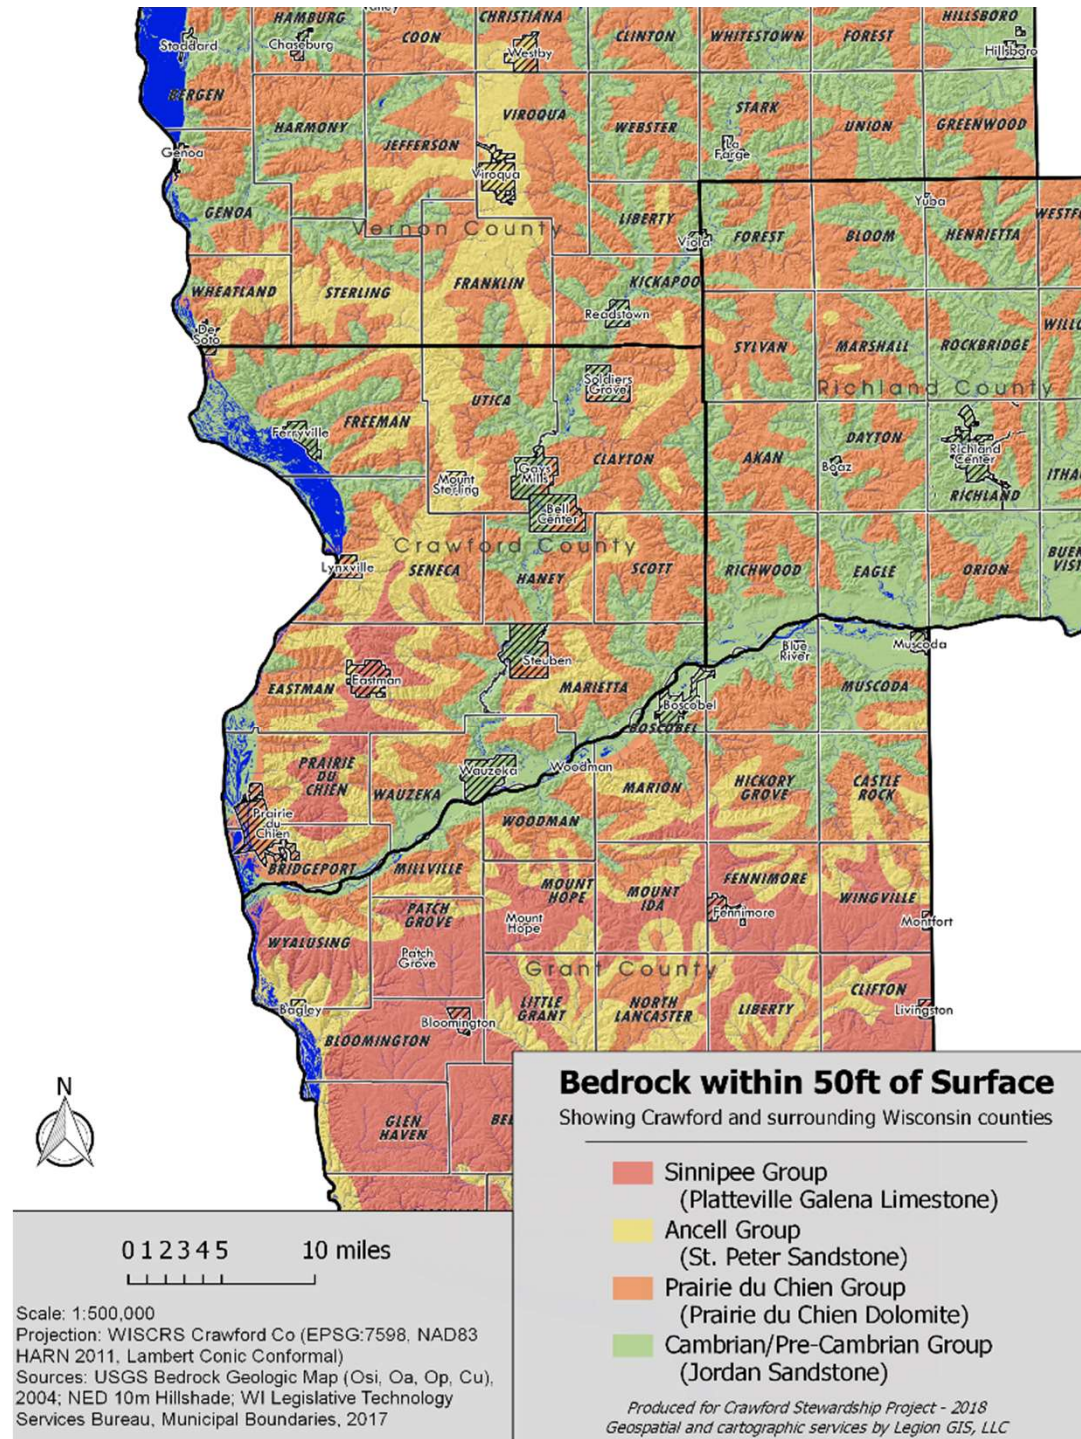 HAMBURG
Valley
CHRISTIANA
HILLSBORO
Stoddard
Chaseburg
COON
Westby
CLINTON
WHITESTOWN
FOREST
Hillsboro
BERGEN
HARMONY
VIROQUA
STARK
JEFFERSON
WEBSTER
UNION
GREENWOOD
Genoa
La
Farge
Viroqua
GENOA
LIBERTY
Yuba
Vernon County
Viola
FOREST
BLOOM
HENRIETTA
WESTF
WHEATLAND
STERLING
FRANKLIN
KICKAPOO
Readstown
De
Soto
SYLVAN
MARSHALL
ROCKBRIDGE
WILLO
Soldiers
Grove
Richland County
UTICA
Ferryville
FREEMAN
DAYTON
Richland
Center
CLAYTON
AKAN
Boaz
Gays
Mills
Mount
Sterling
RICHLAND
ITHA
Bell
Center
Crawford County
Lynxville
SENECA
HANEY
SCOTT
RICHWOOD
EAGLE
ORION
BUEN
VIST
Blue
River
Muscoda
Steuben
Eastman
EASTMAN
MARIETTA
MUSCODA
Boscobel
BOSCOBEL
PRAIRIE
DU
CHIEN
Wauzeka
Woodman
WAUZEKA
MARION
HICKORY
GROVE
CASTLE
ROCK
Prairie
du
Chien
WOODMAN
BRIDGEPORT
MILLVILLE
MOUNT
HOPE
MOUNT
IDA
FENNIMORE
WINGVILLE
PATCH
GROVE
Mount
Hope
Fennimore
Montfort
WYALUSING
Patch
Grove
Grant County
CLIFTON
Bagley
Bloomington
LITTLE
GRANT
NORTH
LANCASTER
LIBERTY
Livingston
BLOOMINGTON
GLEN
HAVEN
BEE
N
Bedrock within 50ft of Surface
Showing Crawford and surrounding Wisconsin counties
Sinnipee Group
(Platteville Galena Limestone)
Ancell Group
(St. Peter Sandstone)
Prairie du Chien Group
(Prairie du Chien Dolomite)
Cambrian/Pre-Cambrian Group
(Jordan Sandstone)
Produced for Crawford Stewardship Project - 2018
Geospatial and cartographic services by Legion GIS, LLC
0 1 2 3 4 5 10 miles
Scale: 1:500,000
Projection: WISCRS Crawford Co (EPSG:7598, NAD83
HARN 2011, Lambert Conic Conformal)
Sources: USGS Bedrock Geologic Map (Osi, Oa, Op, Cu),
2004; NED 10m Hillshade; WI Legislative Technology
Services Bureau, Municipal Boundaries, 2017